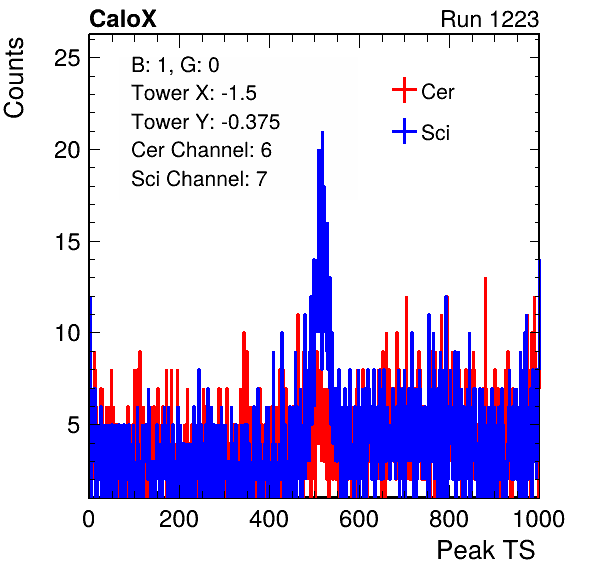 CaloX Run 1223
Counts
25
20
15
10
5
B: 1, G: 0
Tower X: -1.5
Tower Y: -0.375
Cer Channel: 6
Sci Channel: 7
Cer
Sci
0 200 400 600 800 1000
Peak TS